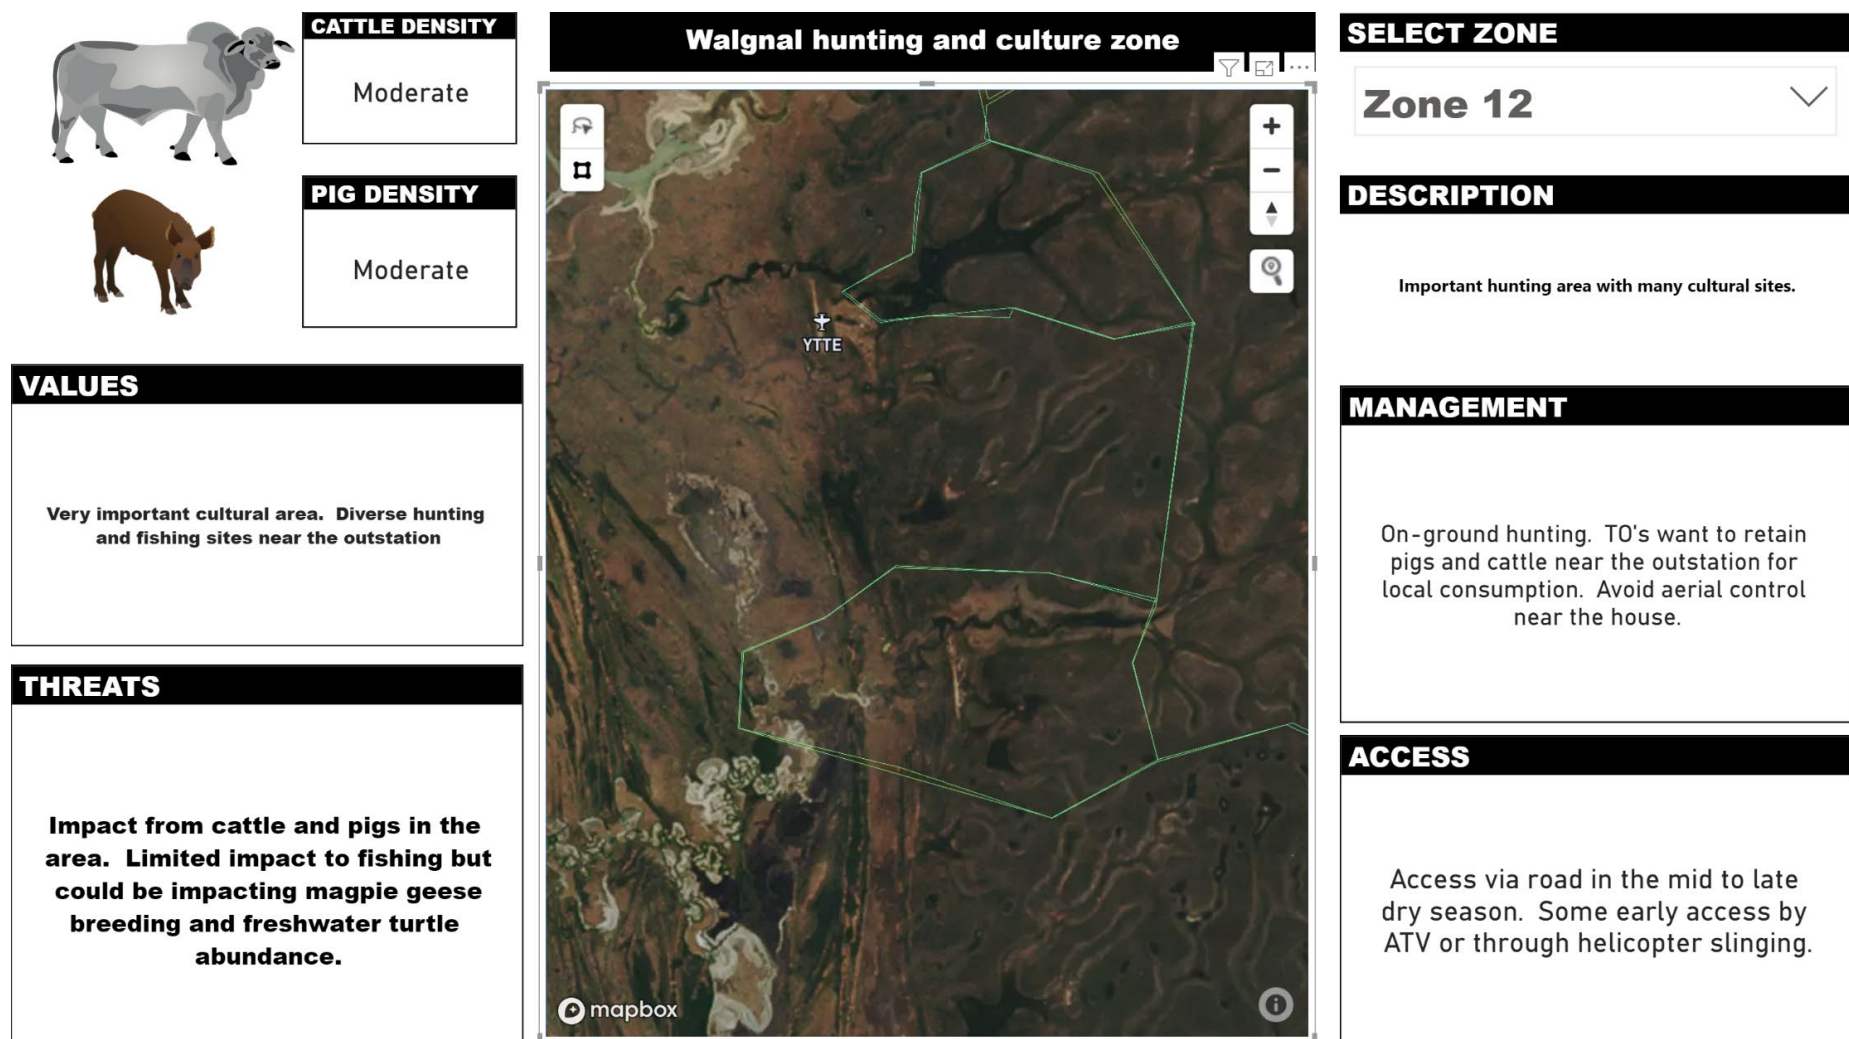 CATTLE DENSITY
Moderate
PIG DENSITY
Moderate
VALUES
Very important cultural area.  Diverse hunting
and fishing sites near the outstation
THREATS
Impact from cattle and pigs in the
area.  Limited impact to fishing but
could be impacting magpie geese
breeding and freshwater turtle
abundance.
Walgnal hunting and culture zone
YTTE
mapbox
SELECT ZONE
Zone 12
DESCRIPTION
Important hunting area with many cultural sites.
MANAGEMENT
On-ground hunting.  TO's want to retain
pigs and cattle near the outstation for
local consumption.  Avoid aerial control
near the house.
ACCESS
Access via road in the mid to late
dry season.  Some early access by
ATV or through helicopter slinging.